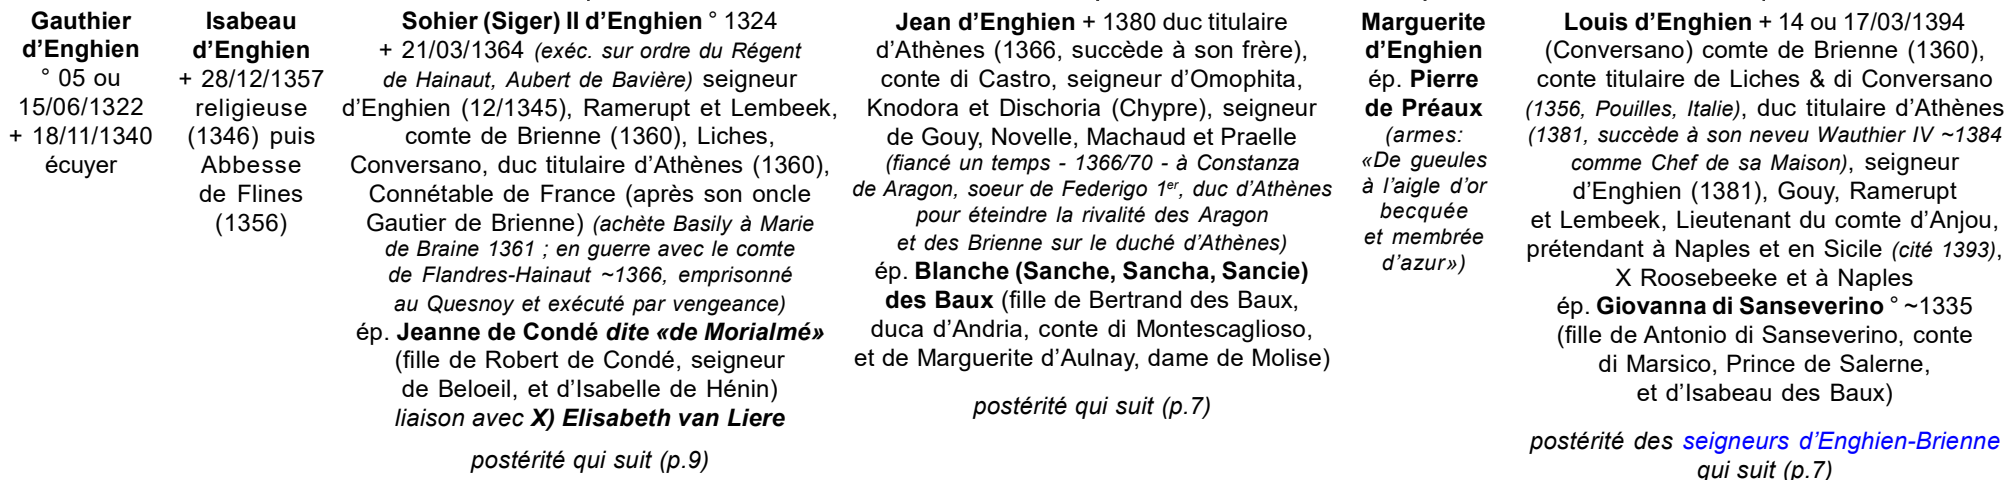 Gauthier
d’Enghien
° 05 ou
15/06/1322
+ 18/11/1340
écuyer
Isabeau
d’Enghien
+ 28/12/1357
religieuse
(1346) puis
Abbesse
de Flines
(1356)
Sohier (Siger) II d’Enghien ° 1324
+ 21/03/1364 (exéc. sur ordre du Régent
de Hainaut, Aubert de Bavière) seigneur
d’Enghien (12/1345), Ramerupt et Lembeek,
comte de Brienne (1360), Liches,
Conversano, duc titulaire d’Athènes (1360),
Connétable de France (après son oncle
Gautier de Brienne) (achète Basily à Marie
de Braine 1361 ; en guerre avec le comte
de Flandres-Hainaut ~1366, emprisonné
au Quesnoy et exécuté par vengeance)
ép. Jeanne de Condé dite «de Morialmé»
(fille de Robert de Condé, seigneur
de Beloeil, et d’Isabelle de Hénin)
liaison avec X) Elisabeth van Liere
postérité qui suit (p.9)
Jean d’Enghien + 1380 duc titulaire
d’Athènes (1366, succède à son frère),
conte di Castro, seigneur d’Omophita,
Knodora et Dischoria (Chypre), seigneur
de Gouy, Novelle, Machaud et Praelle
(fiancé un temps - 1366/70 - à Constanza
de Aragon, soeur de Federigo 1er, duc d’Athènes
pour éteindre la rivalité des Aragon
et des Brienne sur le duché d’Athènes)
ép. Blanche (Sanche, Sancha, Sancie)
des Baux (fille de Bertrand des Baux,
duca d’Andria, conte di Montescaglioso,
et de Marguerite d’Aulnay, dame de Molise)
postérité qui suit (p.7)
Marguerite
d’Enghien
ép. Pierre
de Préaux
(armes:
«De gueules
à l’aigle d’or
becquée
et membrée
d’azur»)
Louis d’Enghien + 14 ou 17/03/1394
(Conversano) comte de Brienne (1360),
conte titulaire de Liches & di Conversano
(1356, Pouilles, Italie), duc titulaire d’Athènes
(1381, succède à son neveu Wauthier IV ~1384
comme Chef de sa Maison), seigneur
d’Enghien (1381), Gouy, Ramerupt
et Lembeek, Lieutenant du comte d’Anjou,
prétendant à Naples et en Sicile (cité 1393),
X Roosebeeke et à Naples
ép. Giovanna di Sanseverino ° ~1335
(fille de Antonio di Sanseverino, conte
di Marsico, Prince de Salerne,
et d’Isabeau des Baux)
postérité des seigneurs d’Enghien-Brienne
qui suit (p.7)